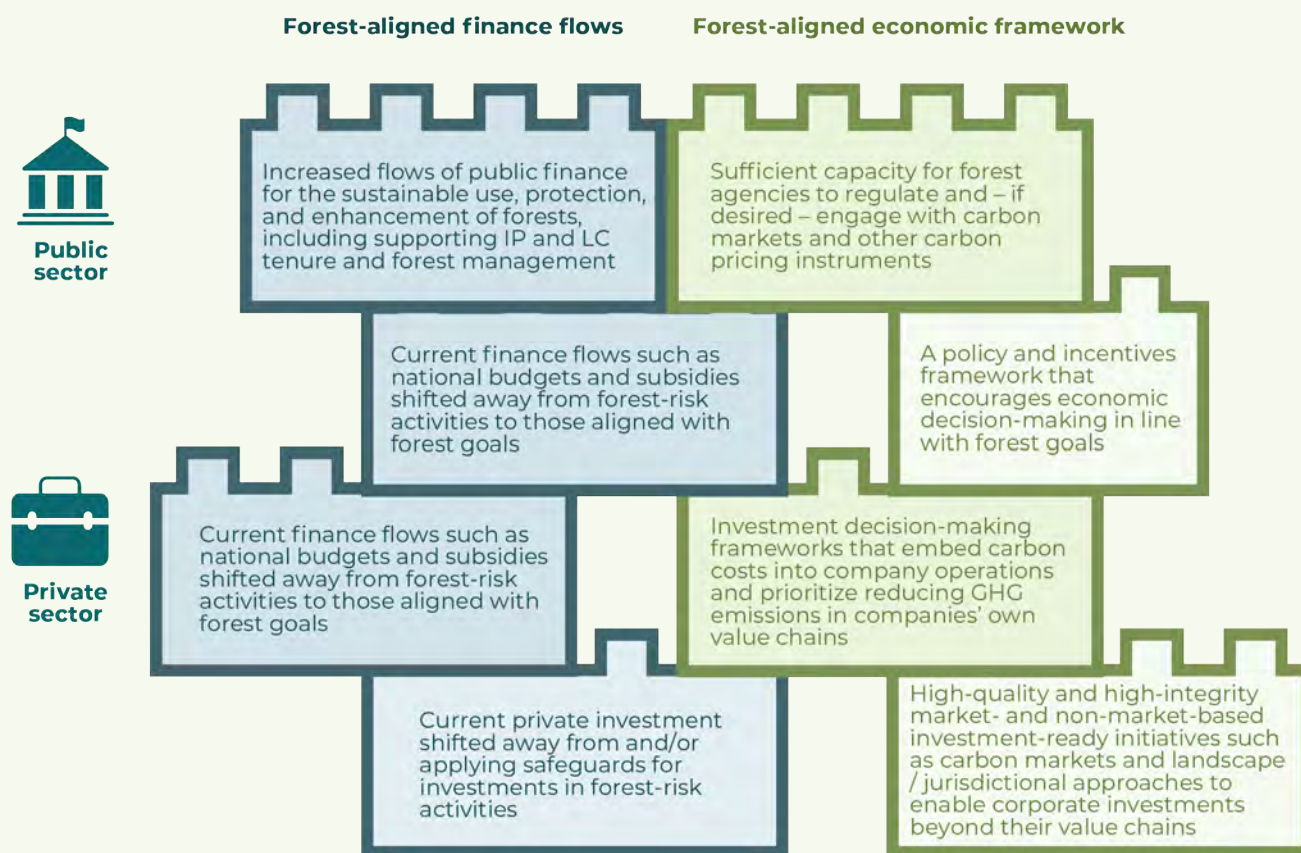 Forest-aligned finance flows
Forest-aligned economic framework
Public
sector
Increased flows of public finance
for the sustainable use, protection,
and enhancement of forests,
including supporting IP and LC
tenure and forest management
Sufficient capacity for forest
agencies to regulate and – if
desired – engage with carbon
markets and other carbon
pricing instruments
Current finance flows such as
national budgets and subsidies
shifted away from forest-risk
activities to those aligned with
forest goals
A policy and incentives
framework that
encourages economic
decision-making in line
with forest goals
Private
sector
Current finance flows such as
national budgets and subsidies
shifted away from forest-risk
activities to those aligned with
forest goals
Investment decision-making
frameworks that embed carbon
costs into company operations
and prioritize reducing GHG
emissions in companies’ own
value chains
Current private investment
shifted away from and/or
applying safeguards for
investments in forest-risk
activities
High-quality and high-integrity
market- and non-market-based
investment-ready initiatives such
as carbon markets and landscape
/ jurisdictional approaches to
enable corporate investments
beyond their value chains